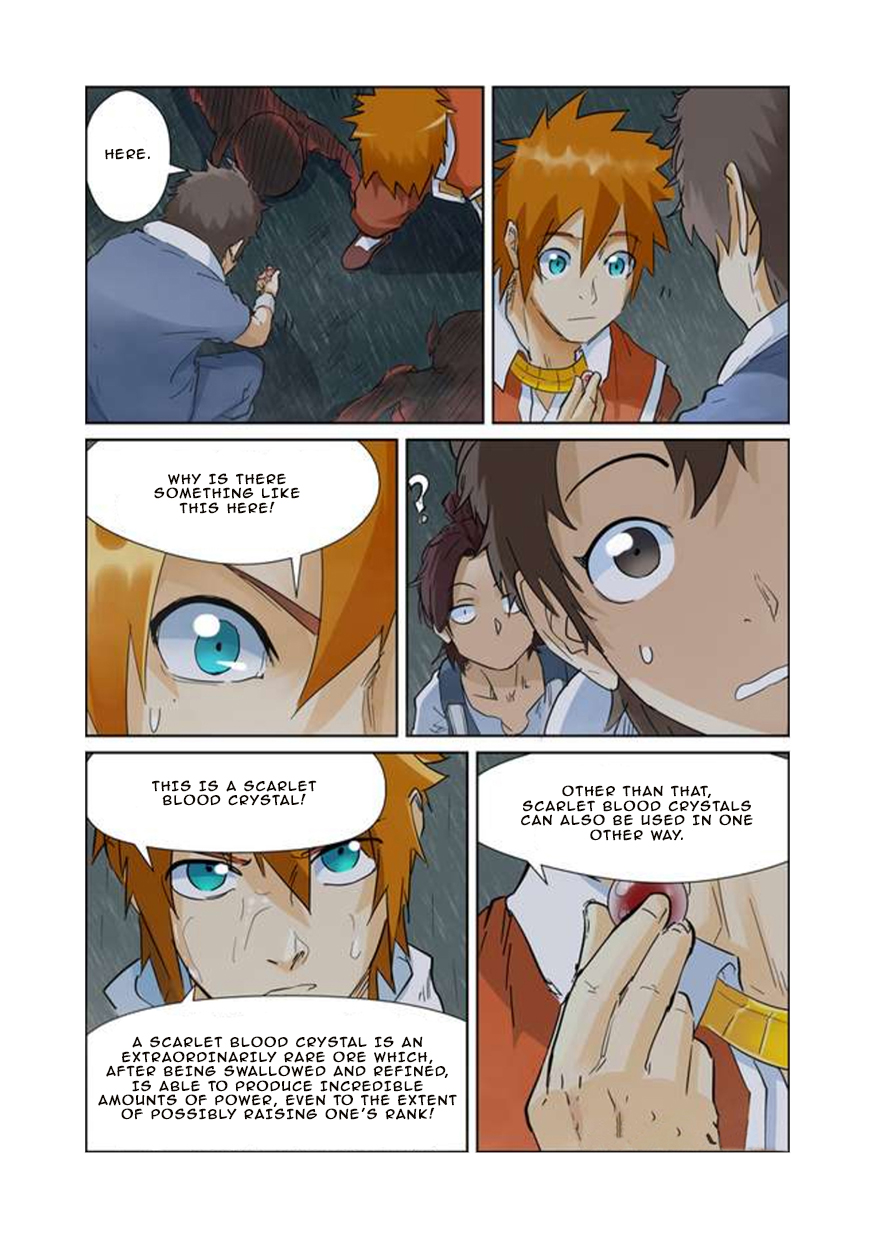 HERE.
WHY IS THERE
SOMETHING LIKE
THIS HERE!
?
THIS IS A SCARLET
BLOOD CRYSTAL!
A SCARLET BLOOD CRYSTAL IS AN
EXTRAORDINARILY RARE ORE WHICH,
AFTER BEING SWALLOWED AND REFINED,
IS ABLE TO PRODUCE INCREDIBLE
AMOUNTS OF POWER, EVEN TO THE EXTENT
OF POSSIBLY RAISING ONE'S RANK!
OTHER THAN THAT,
SCARLET BLOOD CRYSTALS
CAN ALSO BE USED IN ONE
OTHER WAY.